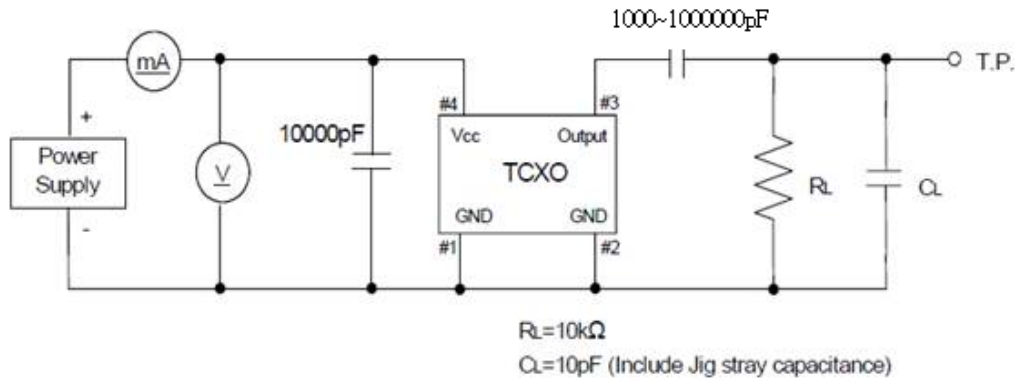 1000~1000000pF
mA
T.P.
#4
#3
+
10000pF
Vcc
Output
Power
Supply
V
TCXO
RL
CL
-
GND
GND
#1
#2
RL=10kΩ
CL=10pF (Include Jig stray capacitance)